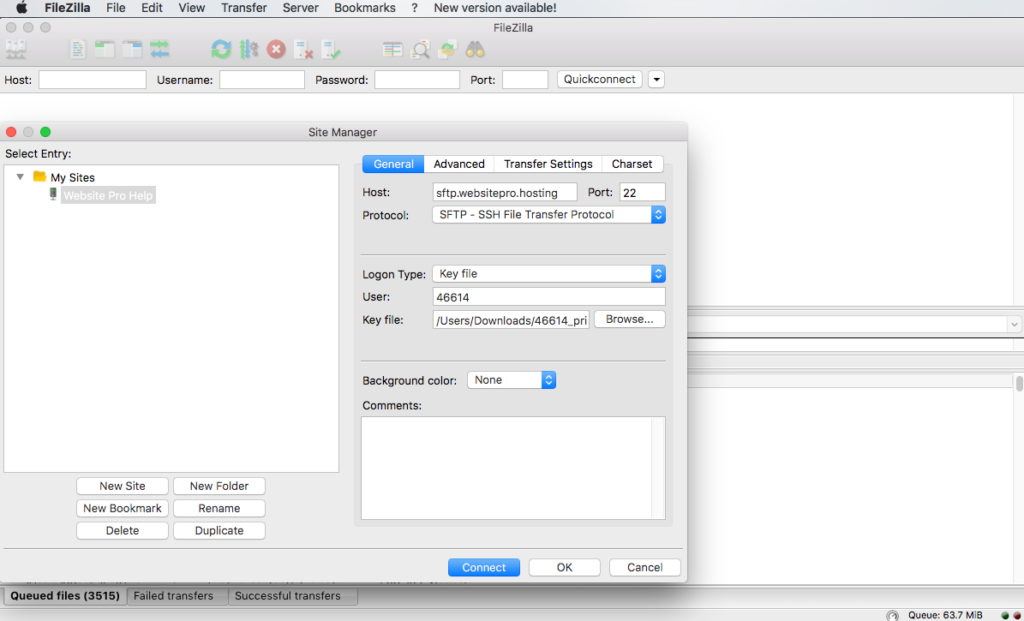 FileZilla File Edit View Transfer Server Bookmarks ? New version available!
FileZilla
Host: Username: Password: Port: Quickconnect
Site Manager
Select Entry:
My Sites
Website Pro Help
General Advanced Transfer Settings Charset
Host: sftp.websitepro.hosting Port: 22
Protocol: SFTP - SSH File Transfer Protocol
Logon Type: Key file
User: 46614
Key file: /Users/Downloads/46614_pri Browse...
Background color: None
Comments:
New Site New Folder
New Bookmark Rename
Delete Duplicate
Connect OK Cancel
Queued files (3515) Failed transfers Successful transfers
Queue: 63.7 MiB